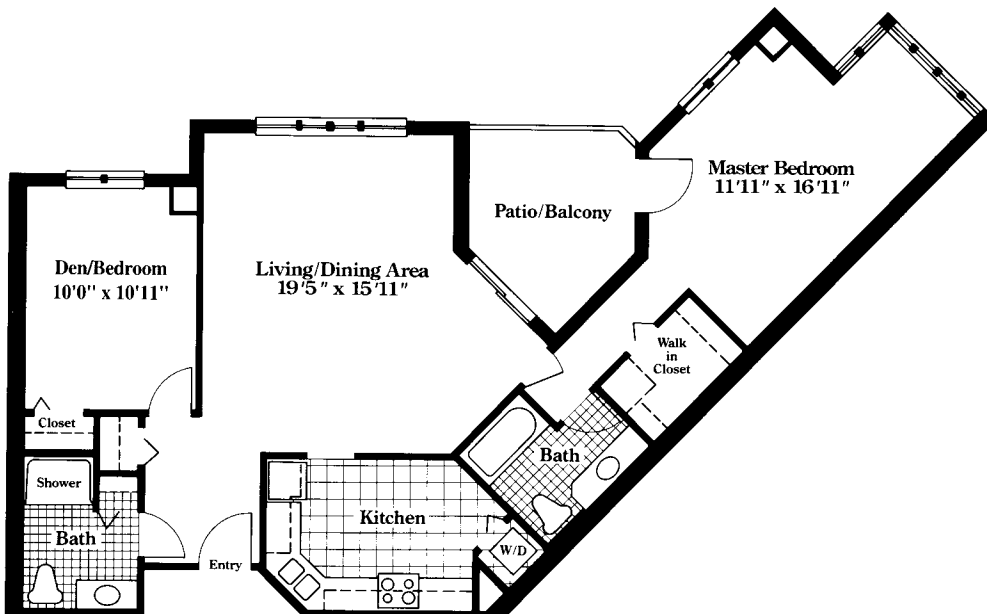 Master Bedroom
11'11" x 16'11"
Patio/Balcony
Den/Bedroom
10'0" x 10'11"
Living/Dining Area
19'5" x 15'11"
Walk
in
Closet
Closet
Bath
Shower
Kitchen
Bath
W/D
Entry